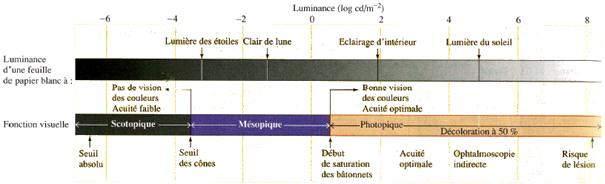 Luminance (log cd/m⁻²)
−6 −4 −2 0 2 4 6 8
Lumière des étoiles Clair de lune Eclairage d'intérieur Lumière du soleil
Luminance
d'une feuille
de papier blanc à :
Pas de vision
des couleurs
Acuité faible
Bonne vision
des couleurs
Acuité optimale
Fonction visuelle
Scotopique Mésopique Photopique
Décoloration à 50 %
Seuil
absolu
Seuil
des cônes
Début
de saturation
des bâtonnets
Acuité
optimale
Ophtalmoscopie
indirecte
Risque
de lésion